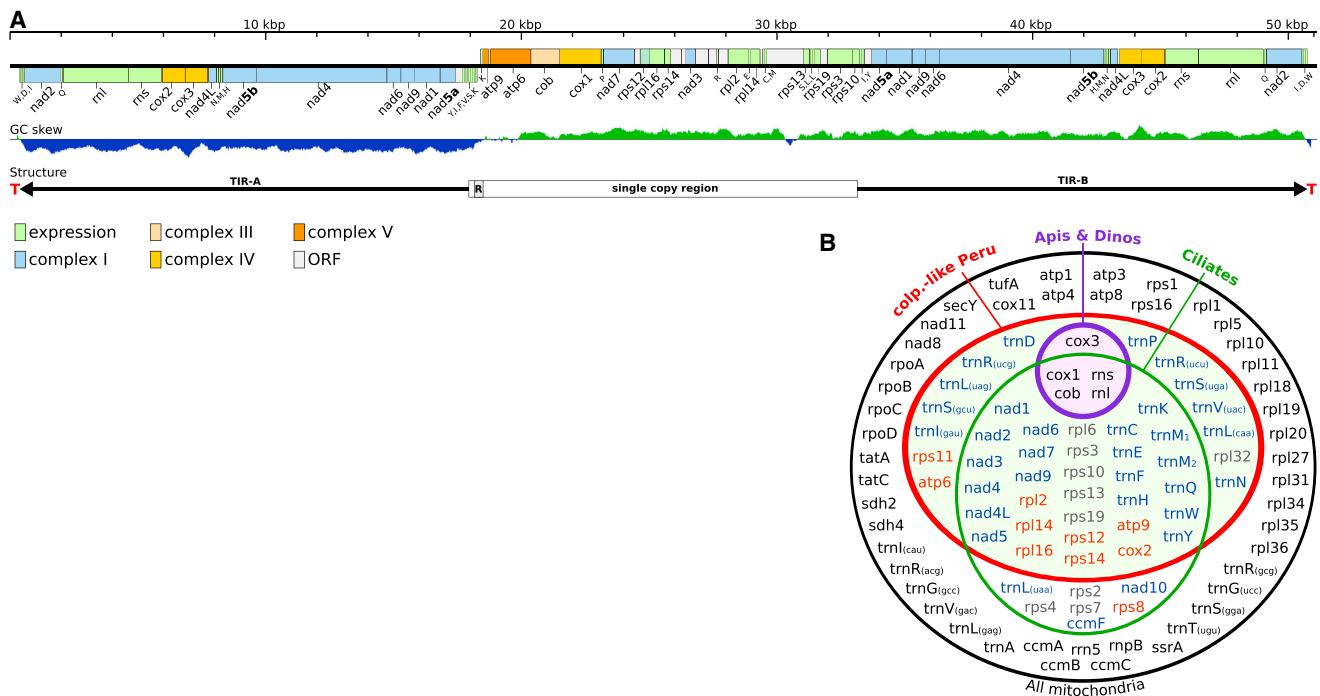 A
10 kbp 20 kbp 30 kbp 40 kbp 50 kbp
W,D,I nad2 Q rnl rns cox2 cox3 nad4L N,M,H nad5b nad4 nad6 nad9 nad1 nad5a Y,I,F,V,S,K K atp9 atp6 cob cox1 P nad7 rps12 rpl16 rps14 nad3 R rpl2 E rpl14 C,M rps13 S,L,L rps19 rps3 rps10 D,I,Y nad5a nad1 nad9 nad6 nad4 nad5b H,M,N nad4L cox3 cox2 rns rnl Q nad2 I,D,W
GC skew
Structure
T TIR-A R single copy region TIR-B T
expression complex III complex V
complex I complex IV ORF
B
Apis & Dinos
colp.-like Peru
Ciliates
atp1 atp3
tufA atp4 atp8 rps1
secY cox11 rps16 rpl1
nad11 rpl5
nad8 trnD cox3 trnP rpl10
rpoA trnR(ucg) trnR(ucu) rpl11
rpoB trnL(uag) cox1 rns trnS(uga) rpl18
cob rnl
rpoC trnS(gcu) nad1 trnK trnV(uac) rpl19
rpoD trnI(gau) nad2 nad6 rpl6 trnC trnM1 trnL(caa) rpl20
tatA rps11 nad3 nad7 rps3 trnE trnM2 rpl32 rpl27
tatC atp6 nad4 nad9 rps10 trnF trnQ trnN rpl31
sdh2 nad4L rpl2 rps13 trnH trnW rpl34
sdh4 nad5 rpl14 rps19 atp9 trnY rpl35
rps12
trnI(cau) rpl16 rps14 cox2 rpl36
trnR(acg) trnR(gcg)
trnG(gcc) trnL(uaa) rps2 nad10 trnG(ucc)
trnV(gac) rps4 rps7 rps8 trnS(gga)
trnL(gag) ccmF trnT(ugu)
trnA ccmA rrn5 rnpB ssrA
ccmB ccmC
All mitochondria